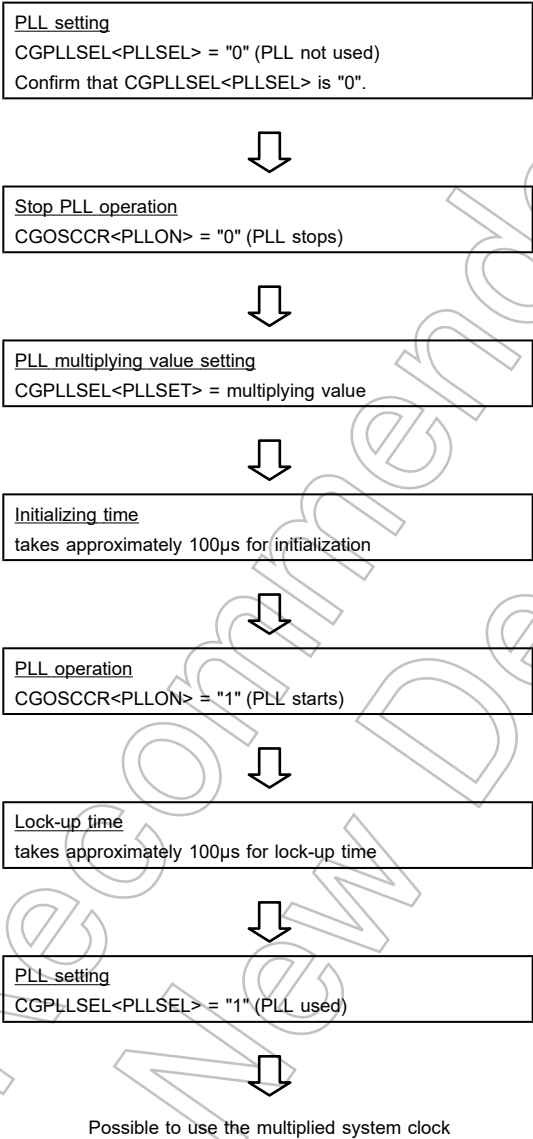 PLL setting
CGPLLSEL<PLLSEL> = "0" (PLL not used)
Confirm that CGPLLSEL<PLLSEL> is "0".
Stop PLL operation
CGOSCCR<PLLON> = "0" (PLL stops)
PLL multiplying value setting
CGPLLSEL<PLLSET> = multiplying value
Initializing time
takes approximately 100µs for initialization
PLL operation
CGOSCCR<PLLON> = "1" (PLL starts)
Lock-up time
takes approximately 100µs for lock-up time
PLL setting
CGPLLSEL<PLLSEL> = "1" (PLL used)
Possible to use the multiplied system clock